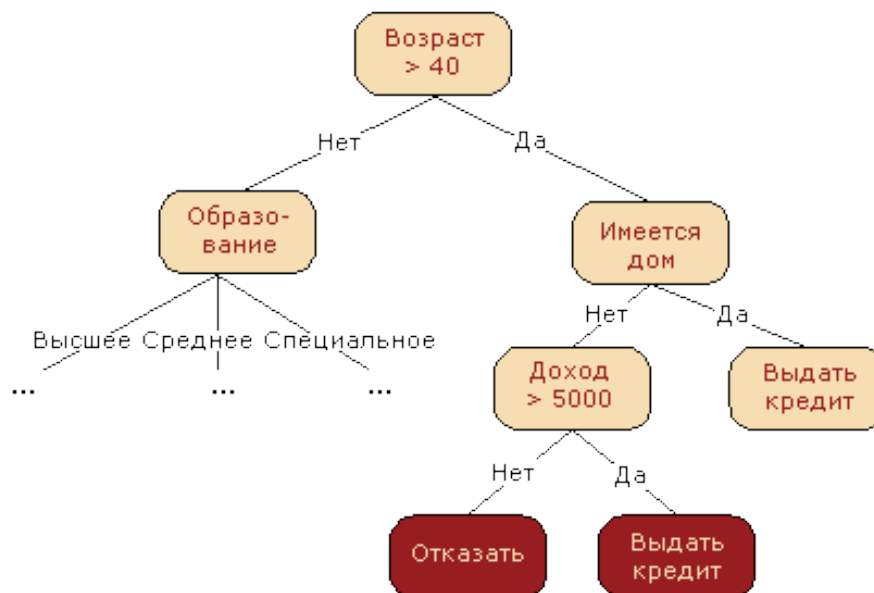 Возраст
> 40
Нет
Да
Образо-
вание
Имеется
дом
Высшее Среднее Специальное
Нет
Да
... ... ...
Доход
> 5000
Выдать
кредит
Нет
Да
Отказать
Выдать
кредит